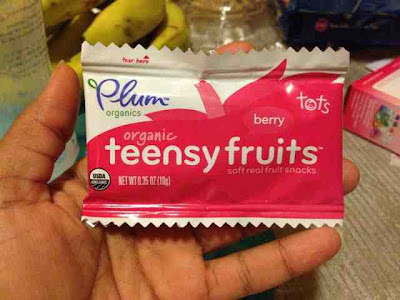 tear here
Plum
organics
tots
berry
organic
teensy fruits™
soft real fruit snacks
USDA
ORGANIC
NET WT 0.35 OZ (10g)